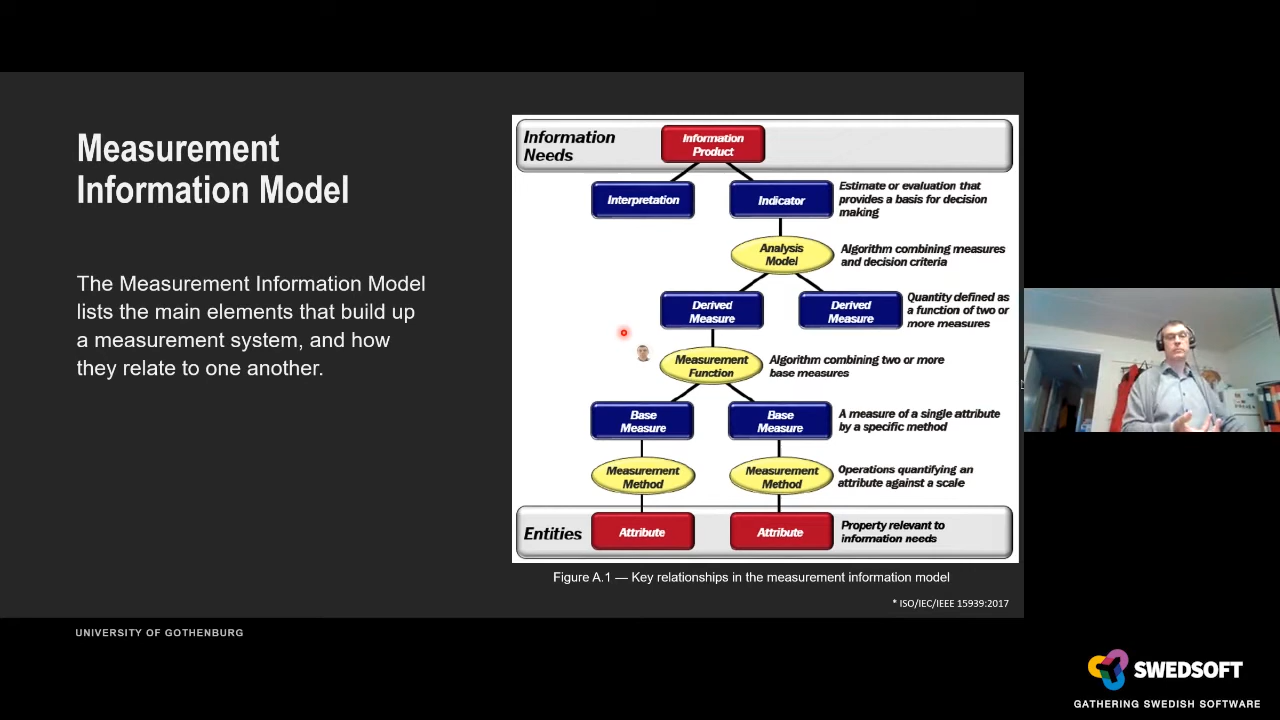 Measurement
Information Model
The Measurement Information Model
lists the main elements that build up
a measurement system, and how
they relate to one another.
Information
Needs
Information
Product
Interpretation
Indicator
Estimate or evaluation that
provides a basis for decision
making
Analysis
Model
Algorithm combining measures
and decision criteria
Derived
Measure
Derived
Measure
Quantity defined as
a function of two or
more measures
Measurement
Function
Algorithm combining two or more
base measures
Base
Measure
Base
Measure
A measure of a single attribute
by a specific method
Measurement
Method
Measurement
Method
Operations quantifying an
attribute against a scale
Entities
Attribute
Attribute
Property relevant to
information needs
Figure A.1 — Key relationships in the measurement information model
* ISO/IEC/IEEE 15939:2017
UNIVERSITY OF GOTHENBURG
SWEDSOFT
GATHERING SWEDISH SOFTWARE